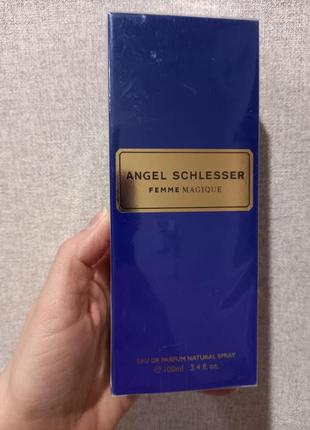 ANGEL SCHLESSER
FEMME MAGIQUE
EAU DE PARFUM NATURAL SPRAY
℮ 100ml 3.4 fl. oz.